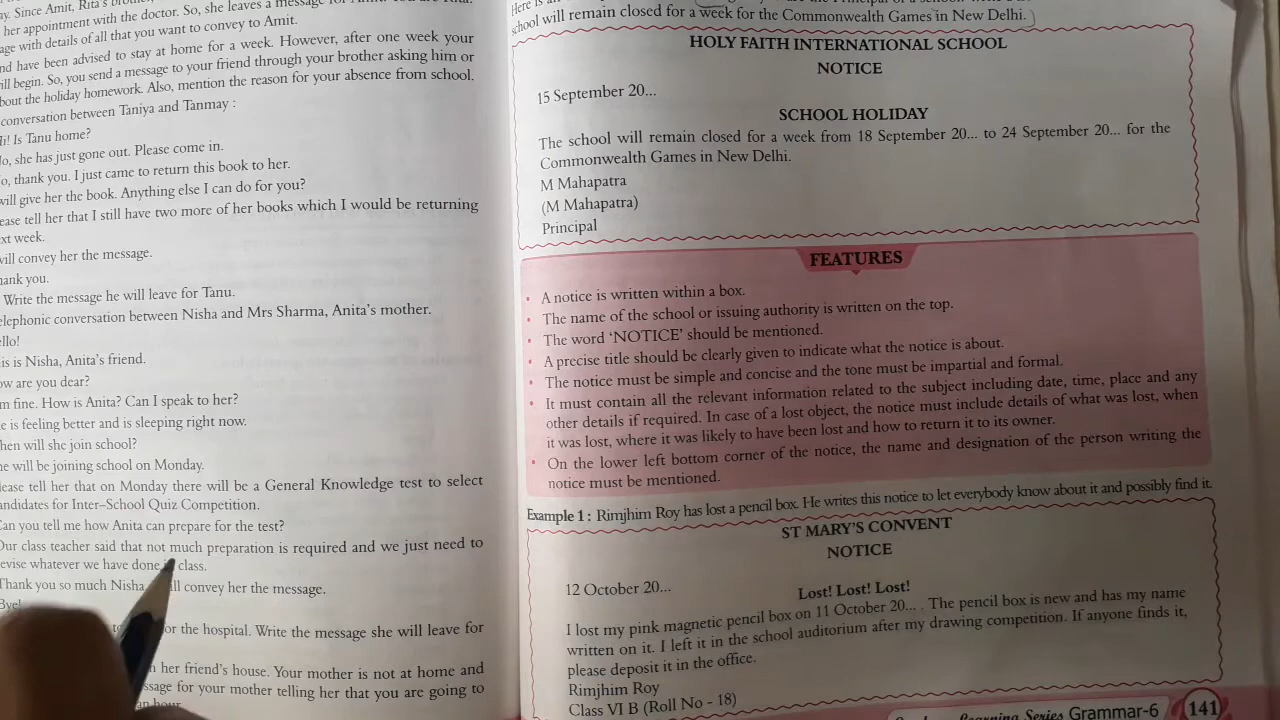 ay. Since Amit, Rita's brother,
her appointment with the doctor. So, she leaves a message for
age with details of all that you want to convey to Amit.
nd have been advised to stay at home for a week. However, after one week your
ill begin. So, you send a message to your friend through your brother asking him or
bout the holiday homework. Also, mention the reason for your absence from school.
conversation between Taniya and Tanmay :
Hi! Is Tanu home?
No, she has just gone out. Please come in.
No, thank you. I just came to return this book to her.
will give her the book. Anything else I can do for you?
ease tell her that I still have two more of her books which I would be returning
ext week.
will convey her the message.
hank you.
Write the message he will leave for Tanu.
elephonic conversation between Nisha and Mrs Sharma, Anita's mother.
ello!
is is Nisha, Anita's friend.
ow are you dear?
m fine. How is Anita? Can I speak to her?
e is feeling better and is sleeping right now.
hen will she join school?
he will be joining school on Monday.
lease tell her that on Monday there will be a General Knowledge test to select
andidates for Inter–School Quiz Competition.
Can you tell me how Anita can prepare for the test?
Our class teacher said that not much preparation is required and we just need to
evise whatever we have done class.
Thank you so much Nisha ill convey her the message.
Bye!
or the hospital. Write the message she will leave for
her friend's house. Your mother is not at home and
ssage for your mother telling her that you are going to
an hour.
Here is
school will remain closed for a week for the Commonwealth Games in New Delhi.
HOLY FAITH INTERNATIONAL SCHOOL
NOTICE
15 September 20...
SCHOOL HOLIDAY
The school will remain closed for a week from 18 September 20... to 24 September 20... for the
Commonwealth Games in New Delhi.
M Mahapatra
(M Mahapatra)
Principal
FEATURES
• A notice is written within a box.
• The name of the school or issuing authority is written on the top.
• The word 'NOTICE' should be mentioned.
• A precise title should be clearly given to indicate what the notice is about.
• The notice must be simple and concise and the tone must be impartial and formal.
• It must contain all the relevant information related to the subject including date, time, place and any
other details if required. In case of a lost object, the notice must include details of what was lost, when
it was lost, where it was likely to have been lost and how to return it to its owner.
• On the lower left bottom corner of the notice, the name and designation of the person writing the
notice must be mentioned.
Example 1 : Rimjhim Roy has lost a pencil box. He writes this notice to let everybody know about it and possibly find it.
ST MARY'S CONVENT
NOTICE
12 October 20...
Lost! Lost! Lost!
I lost my pink magnetic pencil box on 11 October 20... . The pencil box is new and has my name
written on it. I left it in the school auditorium after my drawing competition. If anyone finds it,
please deposit it in the office.
Rimjhim Roy
Class VI B (Roll No - 18)
Learning Series Grammar-6 141